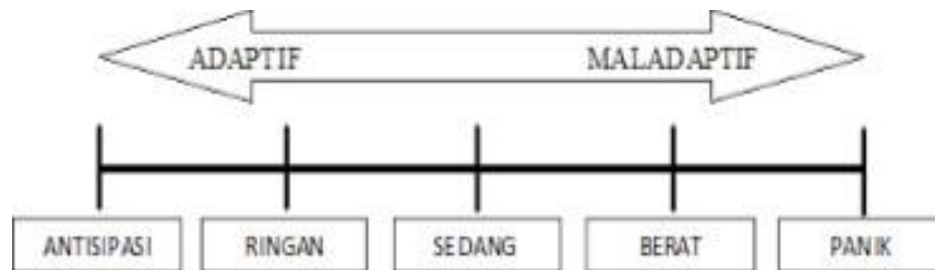 ADAPTIF MALADAPTIF
ANTISIPASI RINGAN SEDANG BERAT PANIK